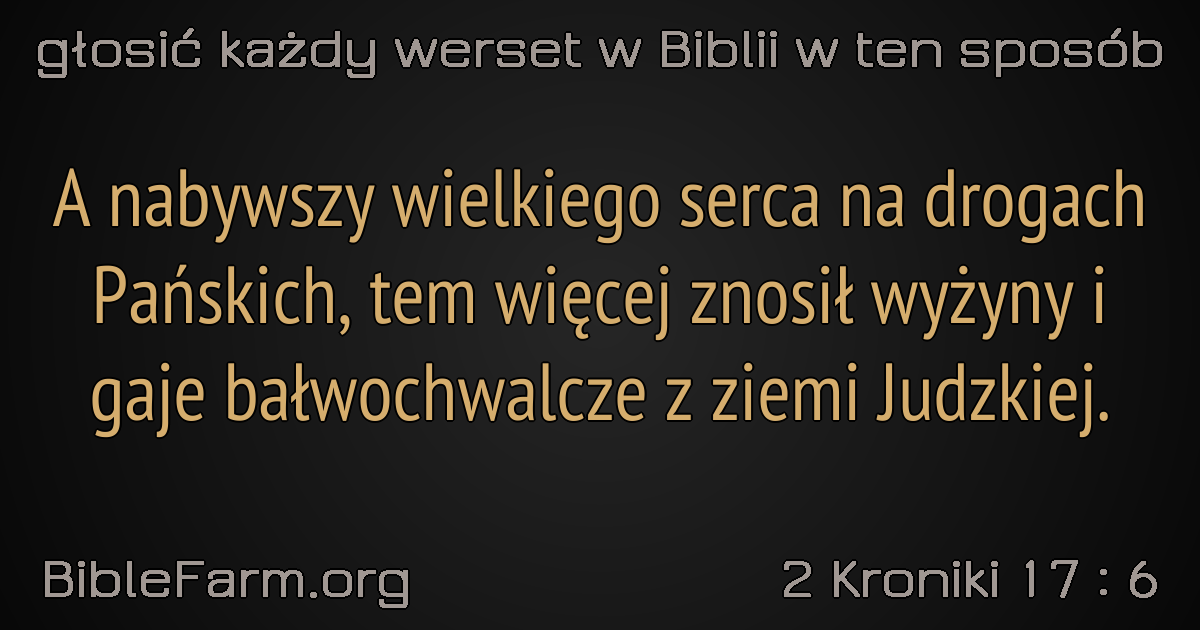 głosić każdy werset w Biblii w ten sposób
A nabywszy wielkiego serca na drogach
Pańskich, tem więcej znosił wyżyny i
gaje bałwochwalcze z ziemi Judzkiej.
BibleFarm.org
2 Kroniki 17 : 6